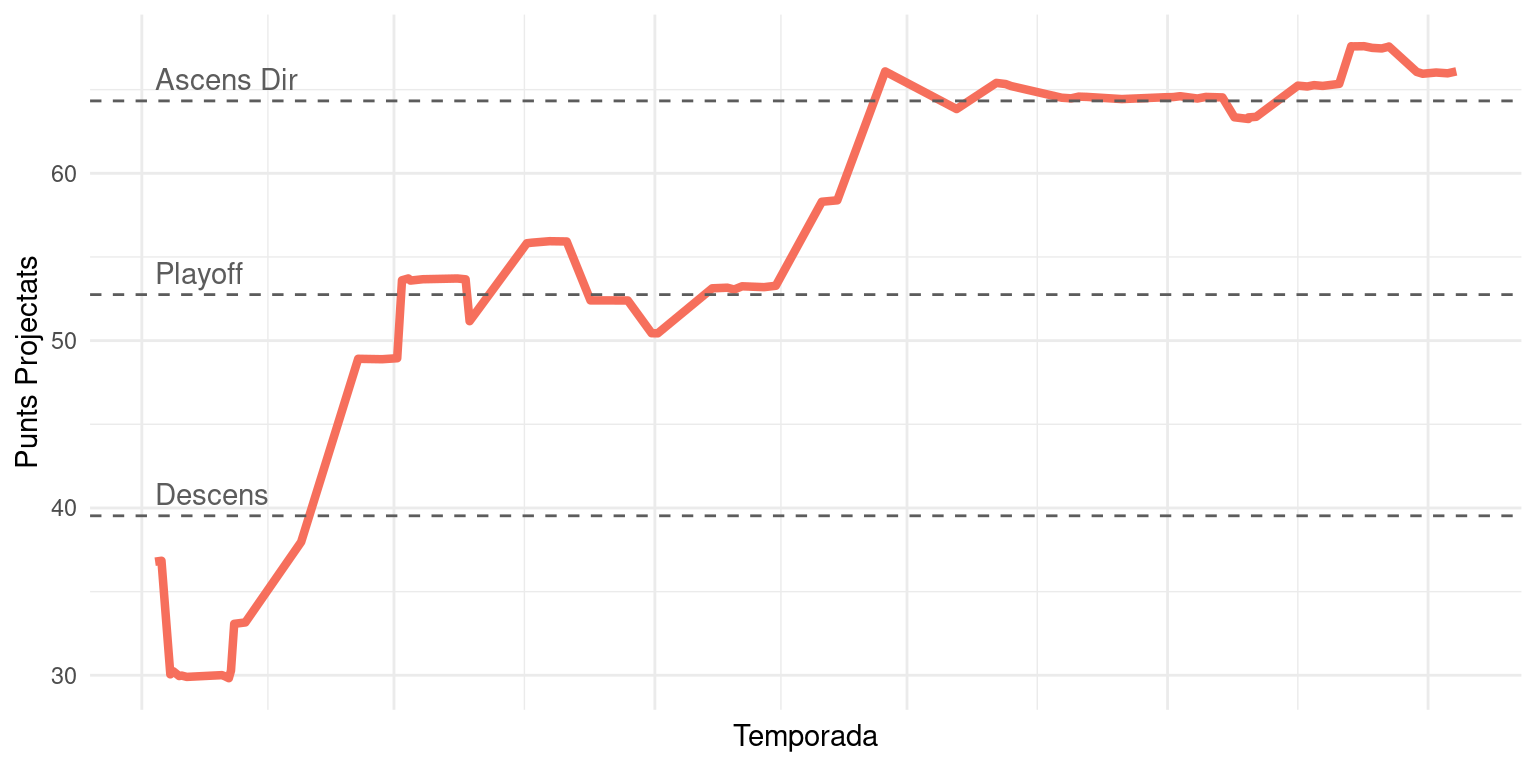 Ascens Dir
60
Playoff
50
Descens
40
30
Punts Projectats
Temporada